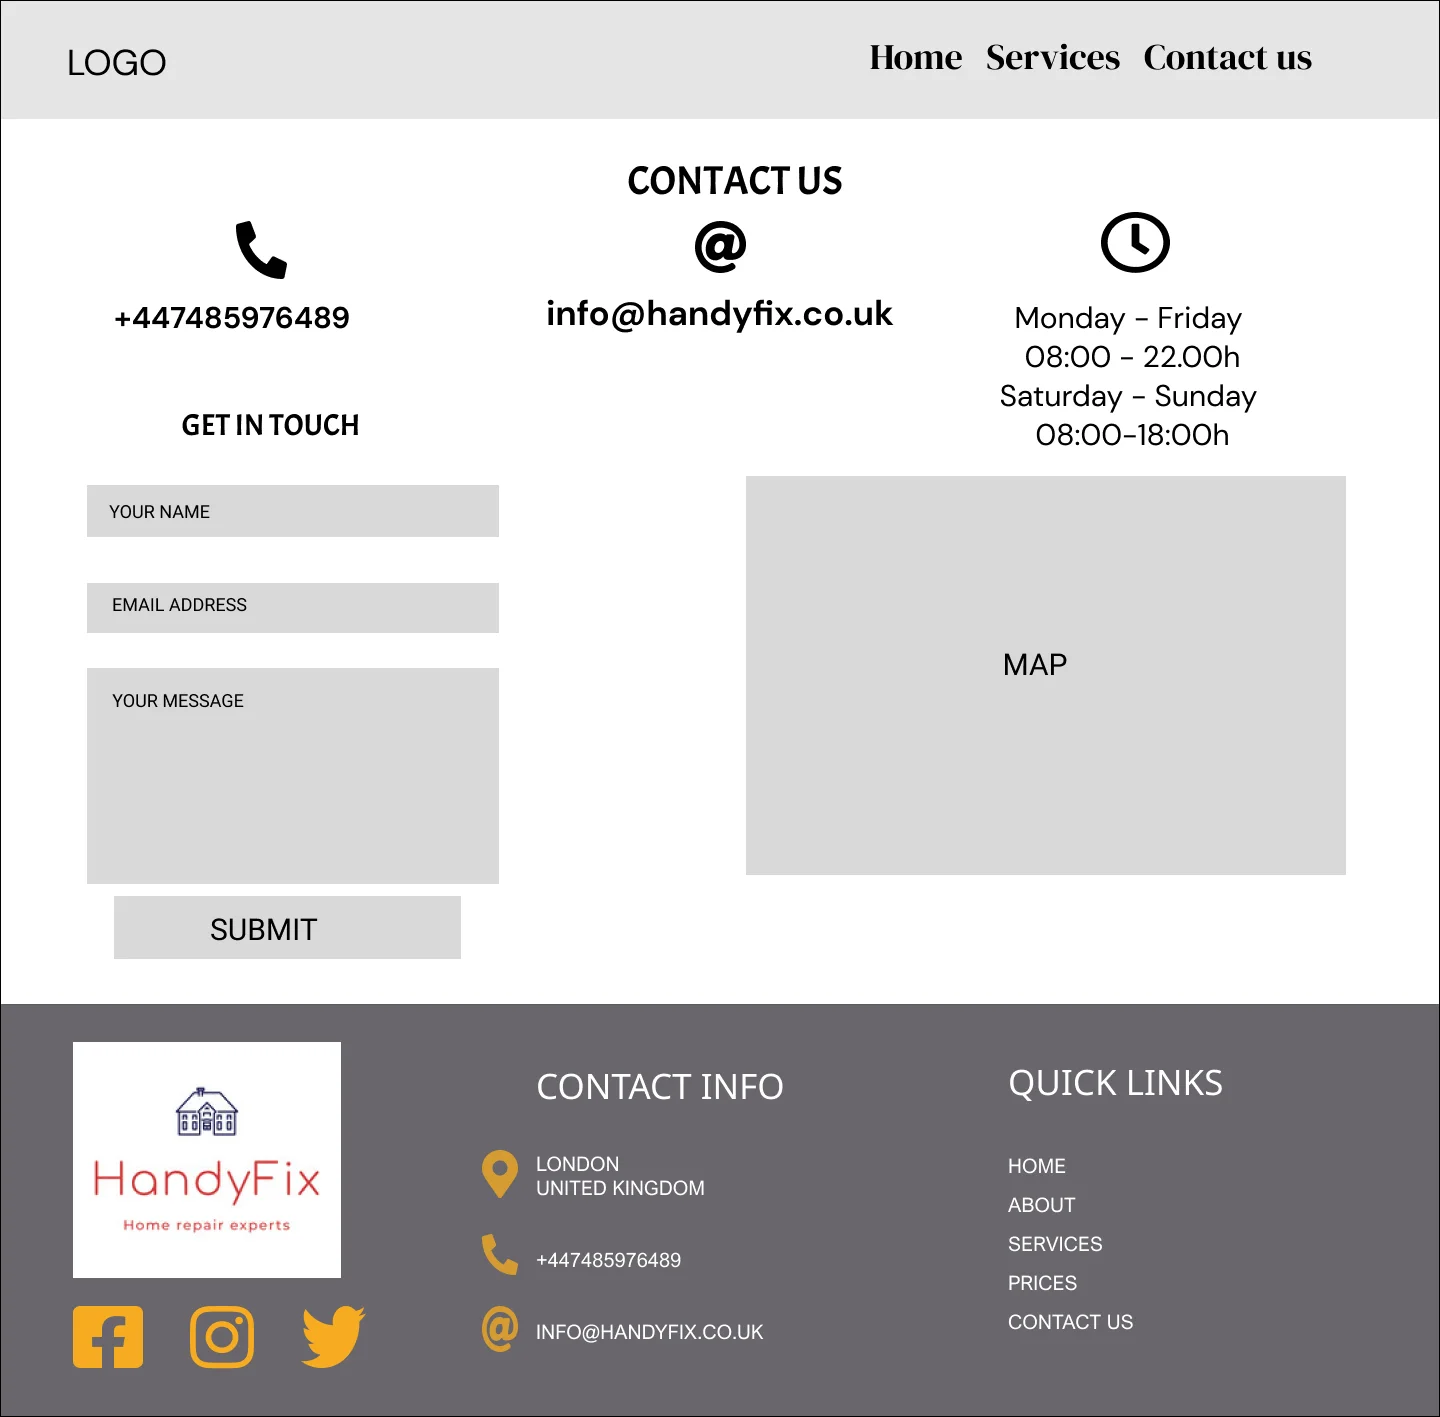 LOGO
Home Services Contact us
CONTACT US
+447485976489
info@handyfix.co.uk
Monday - Friday
08:00 - 22.00h
Saturday - Sunday
08:00-18:00h
GET IN TOUCH
YOUR NAME
EMAIL ADDRESS
YOUR MESSAGE
SUBMIT
MAP
HandyFix
Home repair experts
CONTACT INFO
LONDON
UNITED KINGDOM
+447485976489
INFO@HANDYFIX.CO.UK
QUICK LINKS
HOME
ABOUT
SERVICES
PRICES
CONTACT US